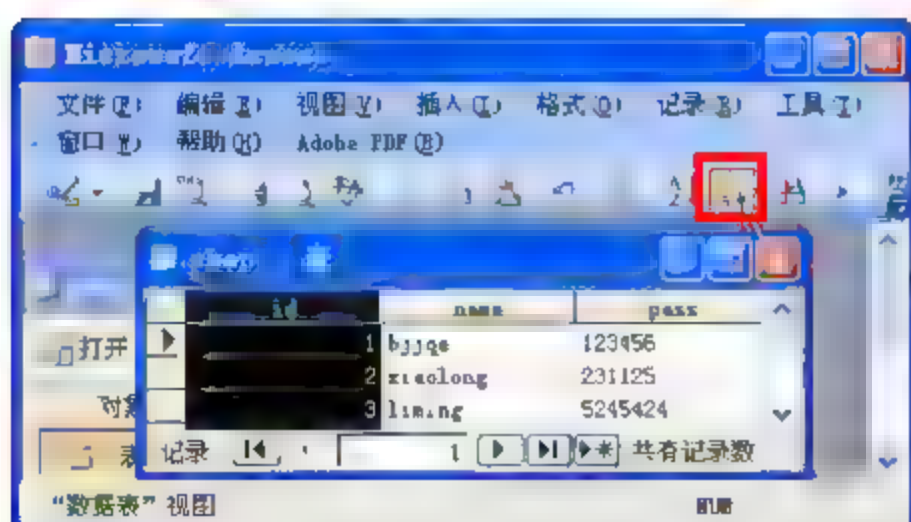 文件(F) 编辑(E) 视图(V) 插入(I) 格式(O) 记录(R) 工具(T)
窗口(W) 帮助(H) Adobe PDF(B)
id name pass
打开
1 bjjqe 123456
2 xiaolong 231125
3 liming 5245424
表
记录 1 共有记录数
“数据表” 视图